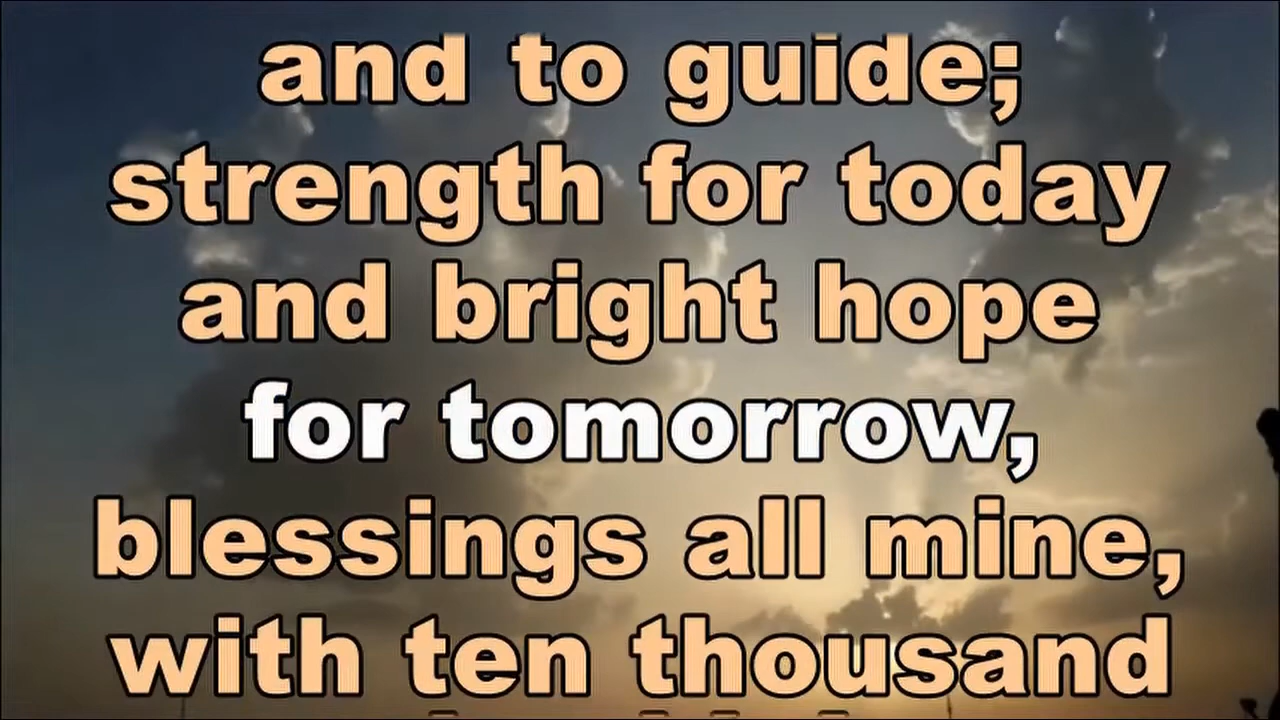 and to guide;
strength for today
and bright hope
for tomorrow,
blessings all mine,
with ten thousand